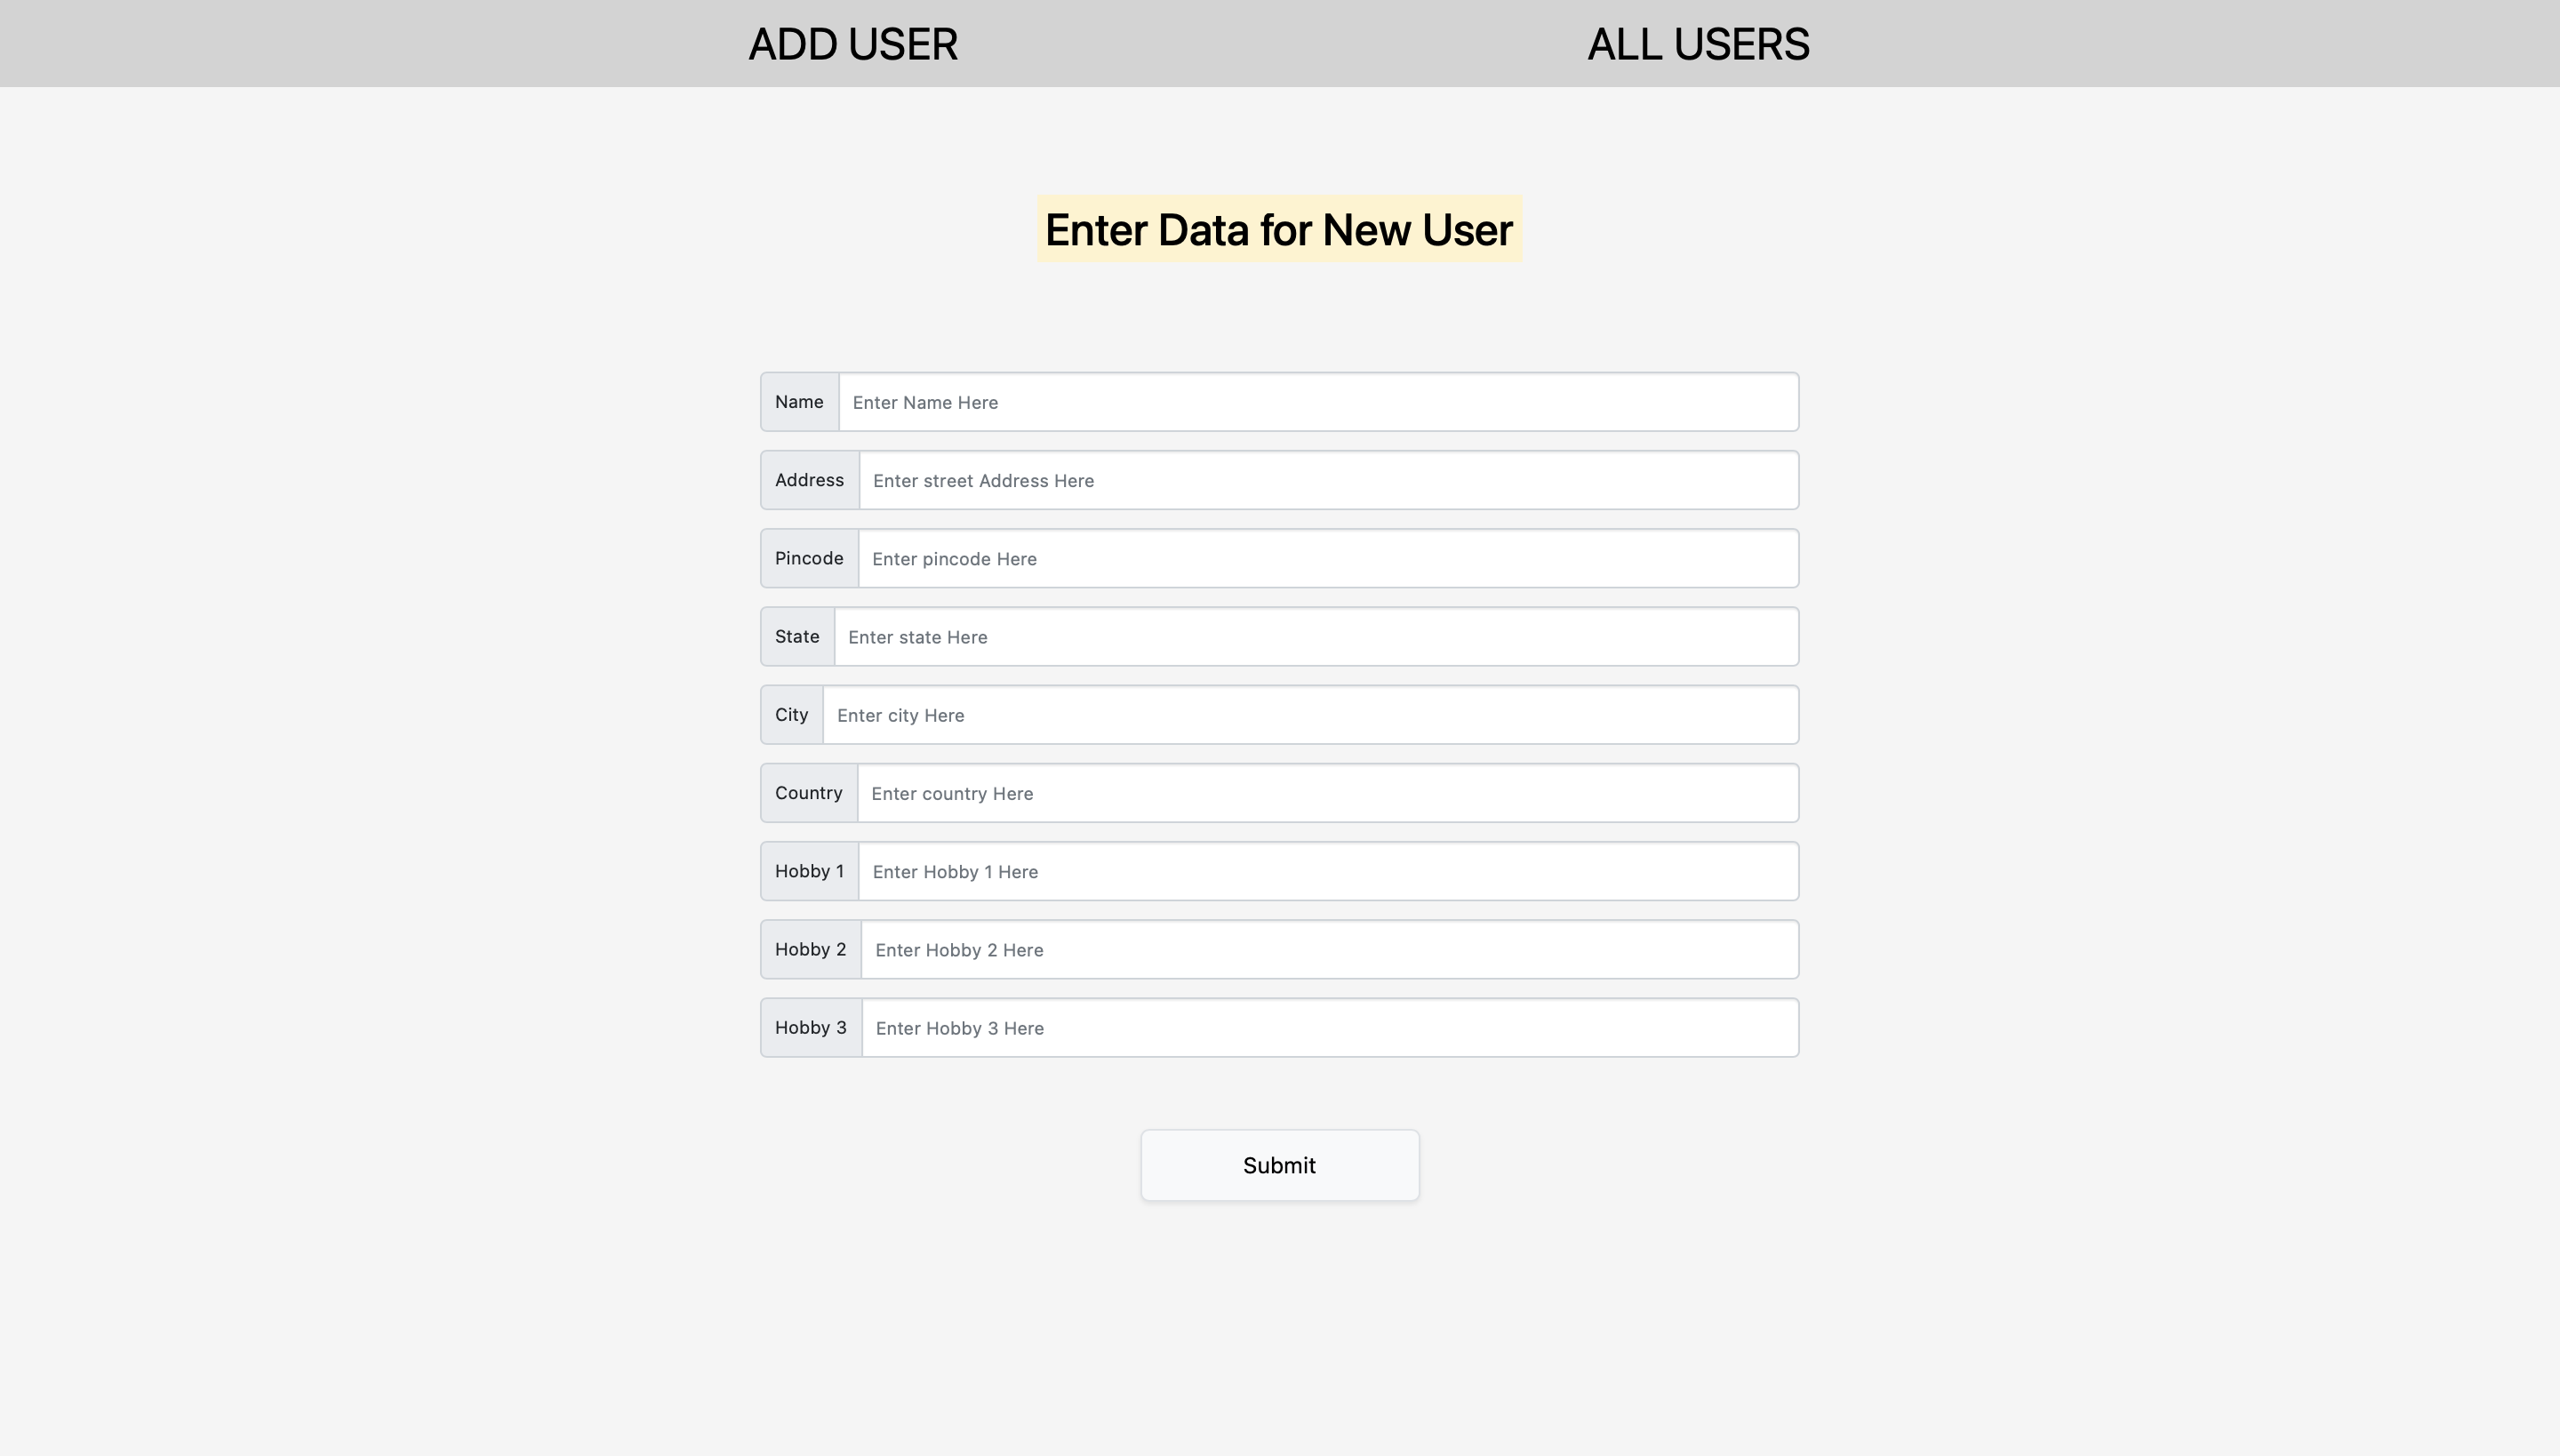 ADD USER ALL USERS
Enter Data for New User
Name Enter Name Here
Address Enter street Address Here
Pincode Enter pincode Here
State Enter state Here
City Enter city Here
Country Enter country Here
Hobby 1 Enter Hobby 1 Here
Hobby 2 Enter Hobby 2 Here
Hobby 3 Enter Hobby 3 Here
Submit